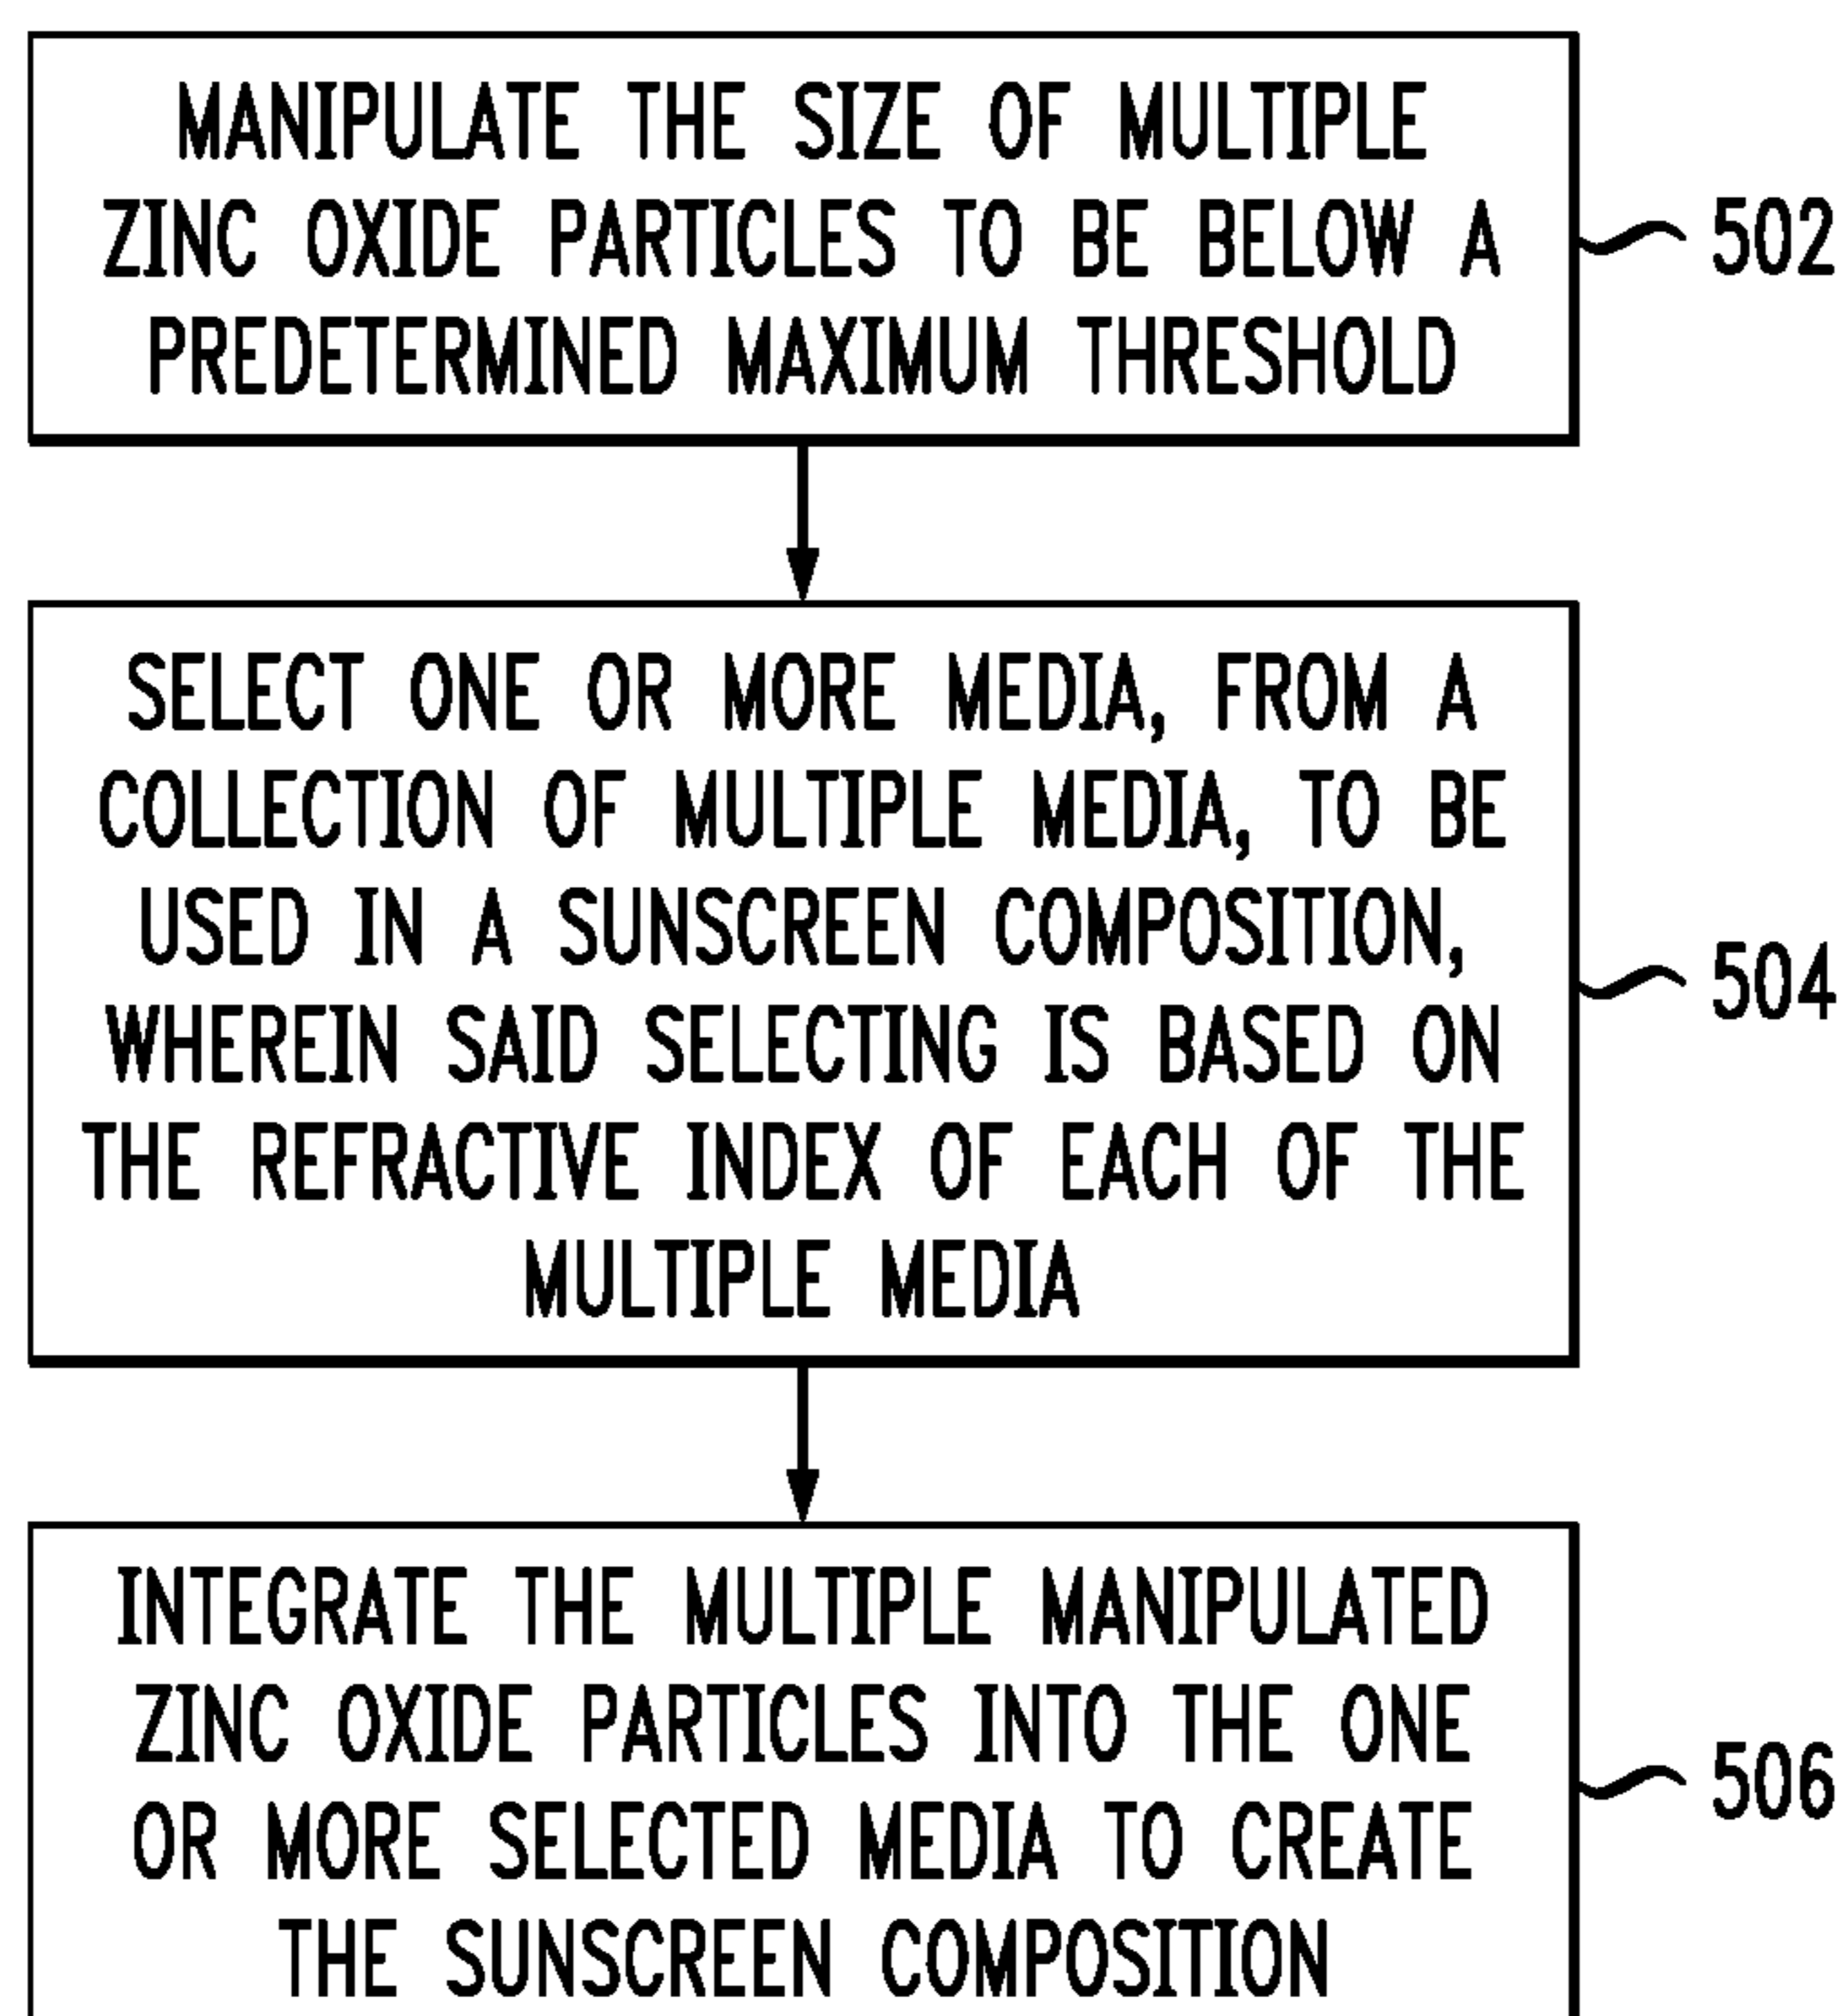 MANIPULATE THE SIZE OF MULTIPLE
ZINC OXIDE PARTICLES TO BE BELOW A
PREDETERMINED MAXIMUM THRESHOLD
502
SELECT ONE OR MORE MEDIA, FROM A
COLLECTION OF MULTIPLE MEDIA, TO BE
USED IN A SUNSCREEN COMPOSITION,
WHEREIN SAID SELECTING IS BASED ON
THE REFRACTIVE INDEX OF EACH OF THE
MULTIPLE MEDIA
504
INTEGRATE THE MULTIPLE MANIPULATED
ZINC OXIDE PARTICLES INTO THE ONE
OR MORE SELECTED MEDIA TO CREATE
THE SUNSCREEN COMPOSITION
506